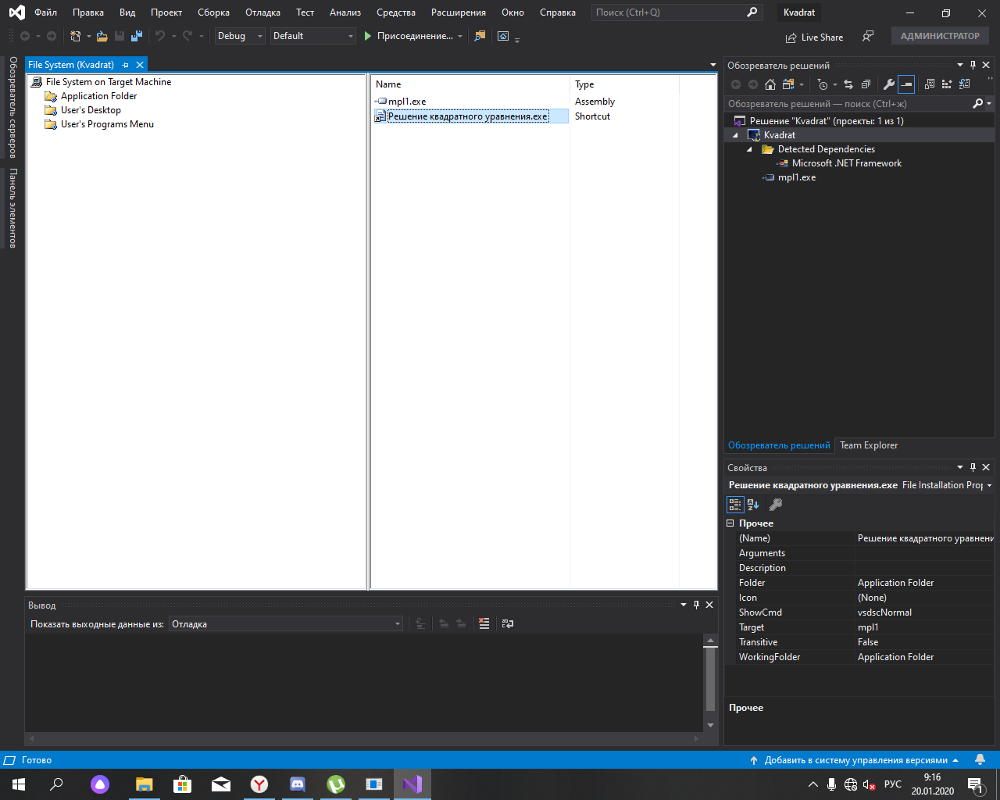 Файл Правка Вид Проект Сборка Отладка Тест Анализ Средства Расширения Окно Справка Поиск (Ctrl+Q) Kvadrat
Debug Default Присоединение... Live Share АДМИНИСТРАТОР
Обозреватель серверов
Панель элементов
File System (Kvadrat)
File System on Target Machine
Application Folder
User's Desktop
User's Programs Menu
Name Type
mpl1.exe Assembly
Решение квадратного уравнения.exe Shortcut
Обозреватель решений
Обозреватель решений — поиск (Ctrl+ж)
Решение "Kvadrat" (проекты: 1 из 1)
Kvadrat
Detected Dependencies
Microsoft .NET Framework
mpl1.exe
Обозреватель решений Team Explorer
Свойства
Решение квадратного уравнения.exe File Installation Proј
Прочее
(Name) Решение квадратного уравнени
Arguments
Description
Folder Application Folder
Icon (None)
ShowCmd vsdscNormal
Target mpl1
Transitive False
WorkingFolder Application Folder
Прочее
Вывод
Показать выходные данные из: Отладка
Готово Добавить в систему управления версиями
РУС 9:16
20.01.2020
1